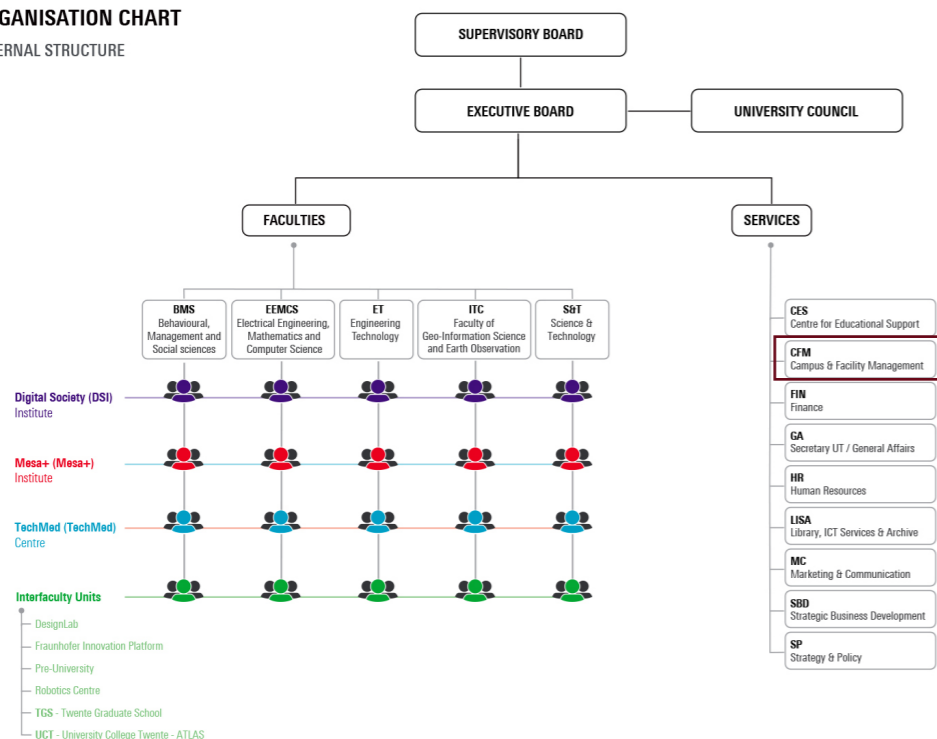 GANISATION CHART
ERNAL STRUCTURE
SUPERVISORY BOARD
EXECUTIVE BOARD
UNIVERSITY COUNCIL
FACULTIES
SERVICES
BMS
Behavioural,
Management and
Social sciences
EEMCS
Electrical Engineering,
Mathematics and
Computer Science
ET
Engineering
Technology
ITC
Faculty of
Geo-Information Science
and Earth Observation
S&T
Science &
Technology
Digital Society (DSI)
Institute
Mesa+ (Mesa+)
Institute
TechMed (TechMed)
Centre
Interfaculty Units
DesignLab
Fraunhofer Innovation Platform
Pre-University
Robotics Centre
TGS - Twente Graduate School
UCT - University College Twente - ATLAS
CES
Centre for Educational Support
CFM
Campus & Facility Management
FIN
Finance
GA
Secretary UT / General Affairs
HR
Human Resources
LISA
Library, ICT Services & Archive
MC
Marketing & Communication
SBD
Strategic Business Development
SP
Strategy & Policy